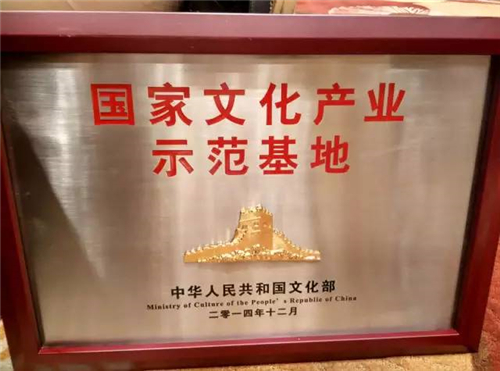 国家文化产业
示范基地
中华人民共和国文化部
Ministry of Culture of the People's Republic of China
二零一四年十二月